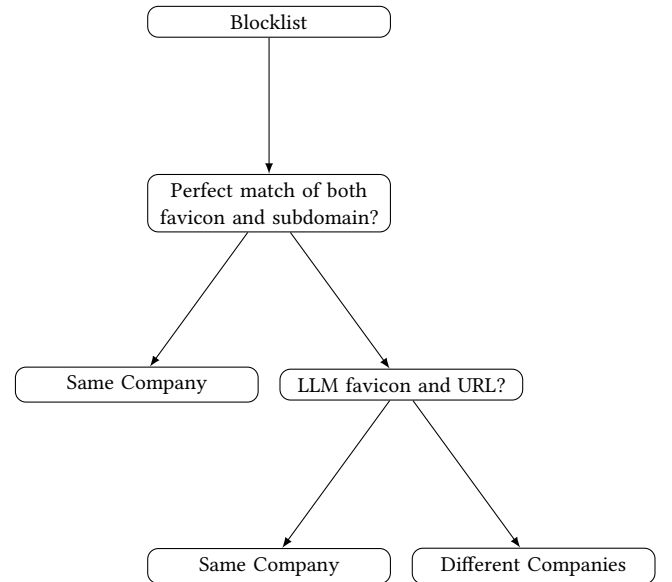 Blocklist
Perfect match of both
favicon and subdomain?
Same Company
LLM favicon and URL?
Same Company
Different Companies